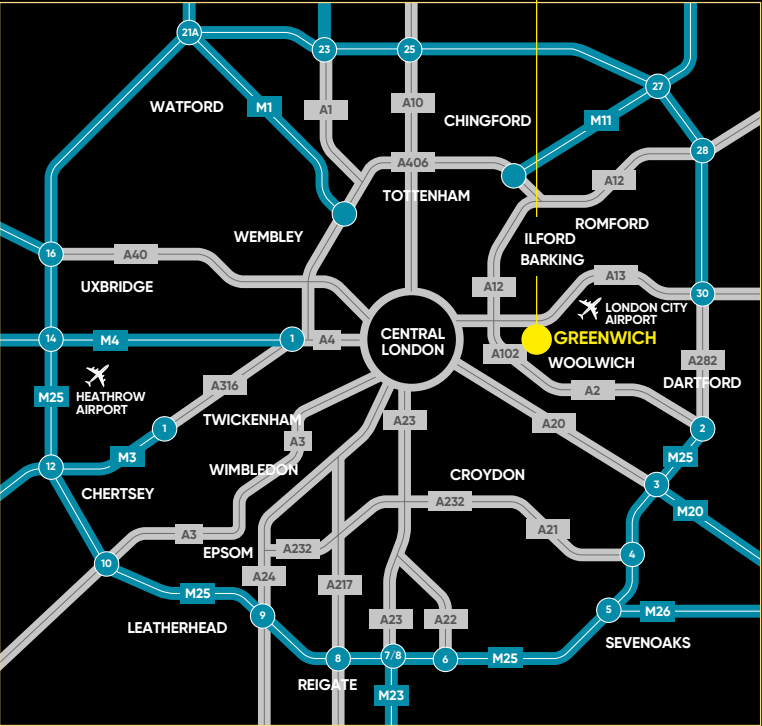 21A
23
25
27
WATFORD
M1
A1
A10
CHINGFORD
M11
28
A406
TOTTENHAM
A12
ROMFORD
WEMBLEY
ILFORD
BARKING
16
A40
A13
UXBRIDGE
A12
30
LONDON CITY
AIRPORT
14
M4
1
A4
CENTRAL
LONDON
GREENWICH
A102
WOOLWICH
A282
DARTFORD
M25
HEATHROW
AIRPORT
A316
A2
TWICKENHAM
A23
A20
1
2
A3
M3
M25
12
WIMBLEDON
CROYDON
3
CHERTSEY
A232
M20
A3
A21
EPSOM
A232
4
10
A24
A217
M25
5
M26
9
A23
A22
LEATHERHEAD
SEVENOAKS
8
7/8
6
M25
REIGATE
M23